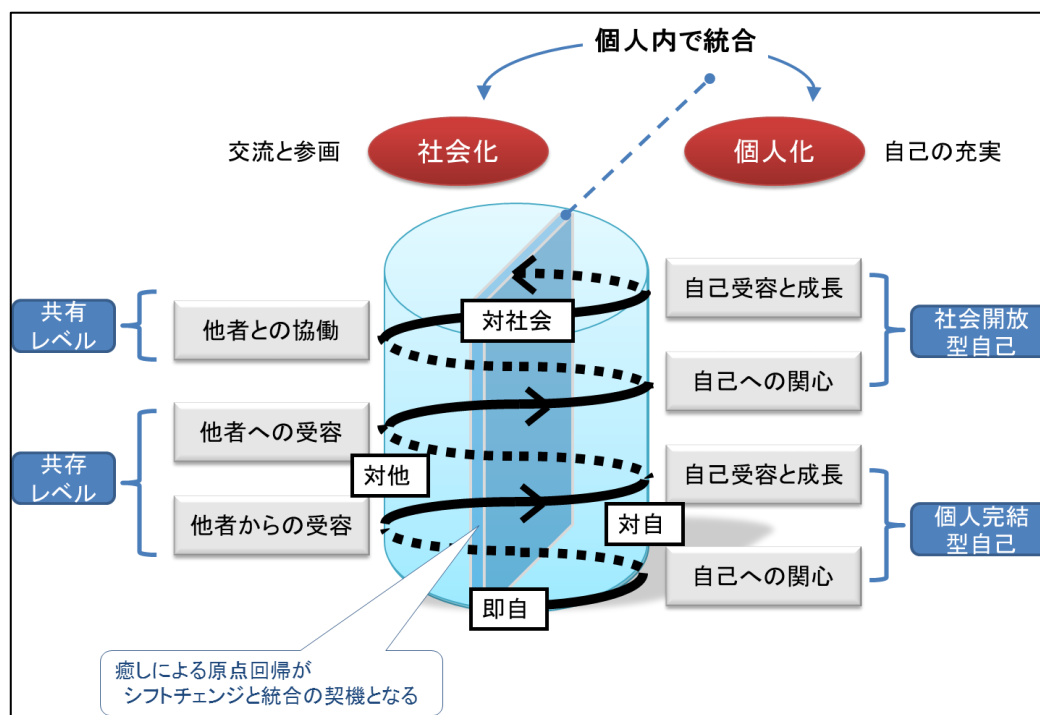 個人内で統合
交流と参画
社会化
個人化
自己の充実
共有
レベル
他者との協働
対社会
自己受容と成長
社会開放
型自己
自己への関心
他者への受容
共存
レベル
対他
自己受容と成長
他者からの受容
対自
個人完結
型自己
自己への関心
即自
癒しによる原点回帰が
シフトチェンジと統合の契機となる